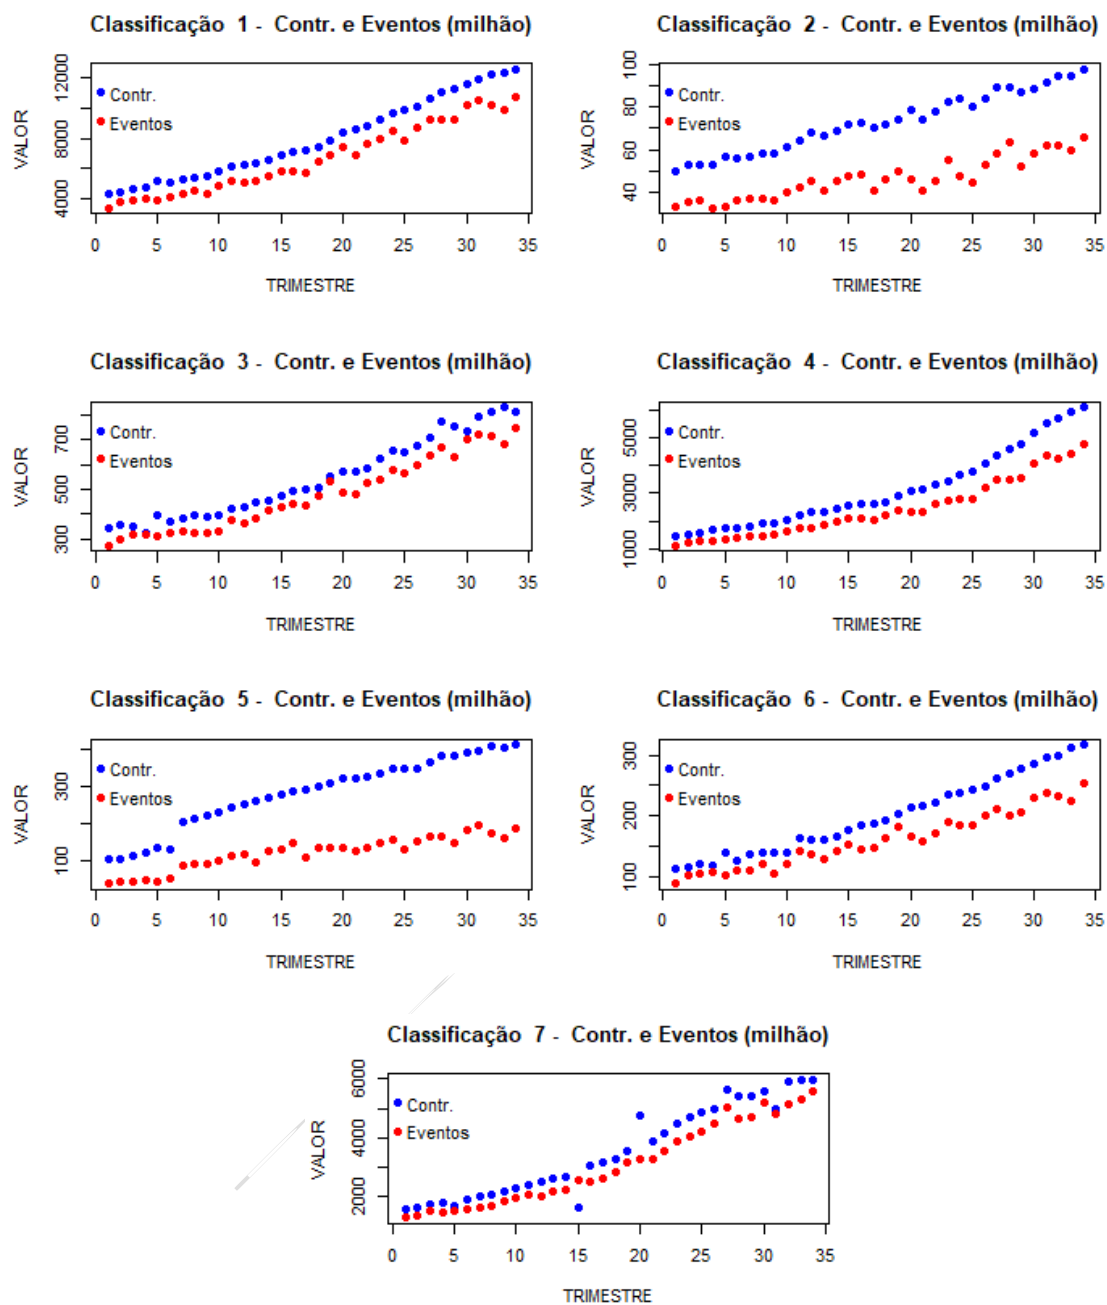 Classificação 1 - Contr. e Eventos (milhão)
VALOR
12000
8000
4000
Contr.
Eventos
0 5 10 15 20 25 30 35
TRIMESTRE
Classificação 2 - Contr. e Eventos (milhão)
VALOR
100
80
60
40
Contr.
Eventos
0 5 10 15 20 25 30 35
TRIMESTRE
Classificação 3 - Contr. e Eventos (milhão)
VALOR
700
500
300
Contr.
Eventos
0 5 10 15 20 25 30 35
TRIMESTRE
Classificação 4 - Contr. e Eventos (milhão)
VALOR
5000
3000
1000
Contr.
Eventos
0 5 10 15 20 25 30 35
TRIMESTRE
Classificação 5 - Contr. e Eventos (milhão)
VALOR
300
100
Contr.
Eventos
0 5 10 15 20 25 30 35
TRIMESTRE
Classificação 6 - Contr. e Eventos (milhão)
VALOR
300
200
100
Contr.
Eventos
0 5 10 15 20 25 30 35
TRIMESTRE
Classificação 7 - Contr. e Eventos (milhão)
VALOR
6000
4000
2000
Contr.
Eventos
0 5 10 15 20 25 30 35
TRIMESTRE